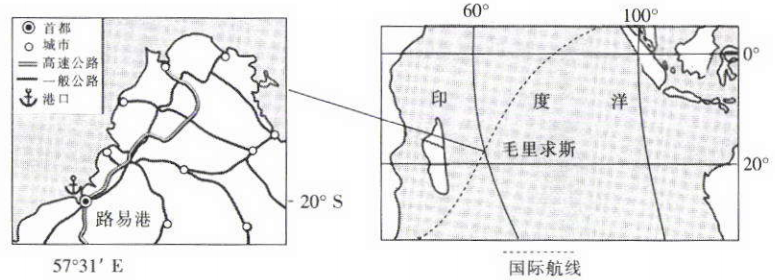 首都
城市
高速公路
一般公路
港口
路易港
20° S
57°31′ E
60°
100°
0°
0°
印 度 洋
毛里求斯
20°
国际航线